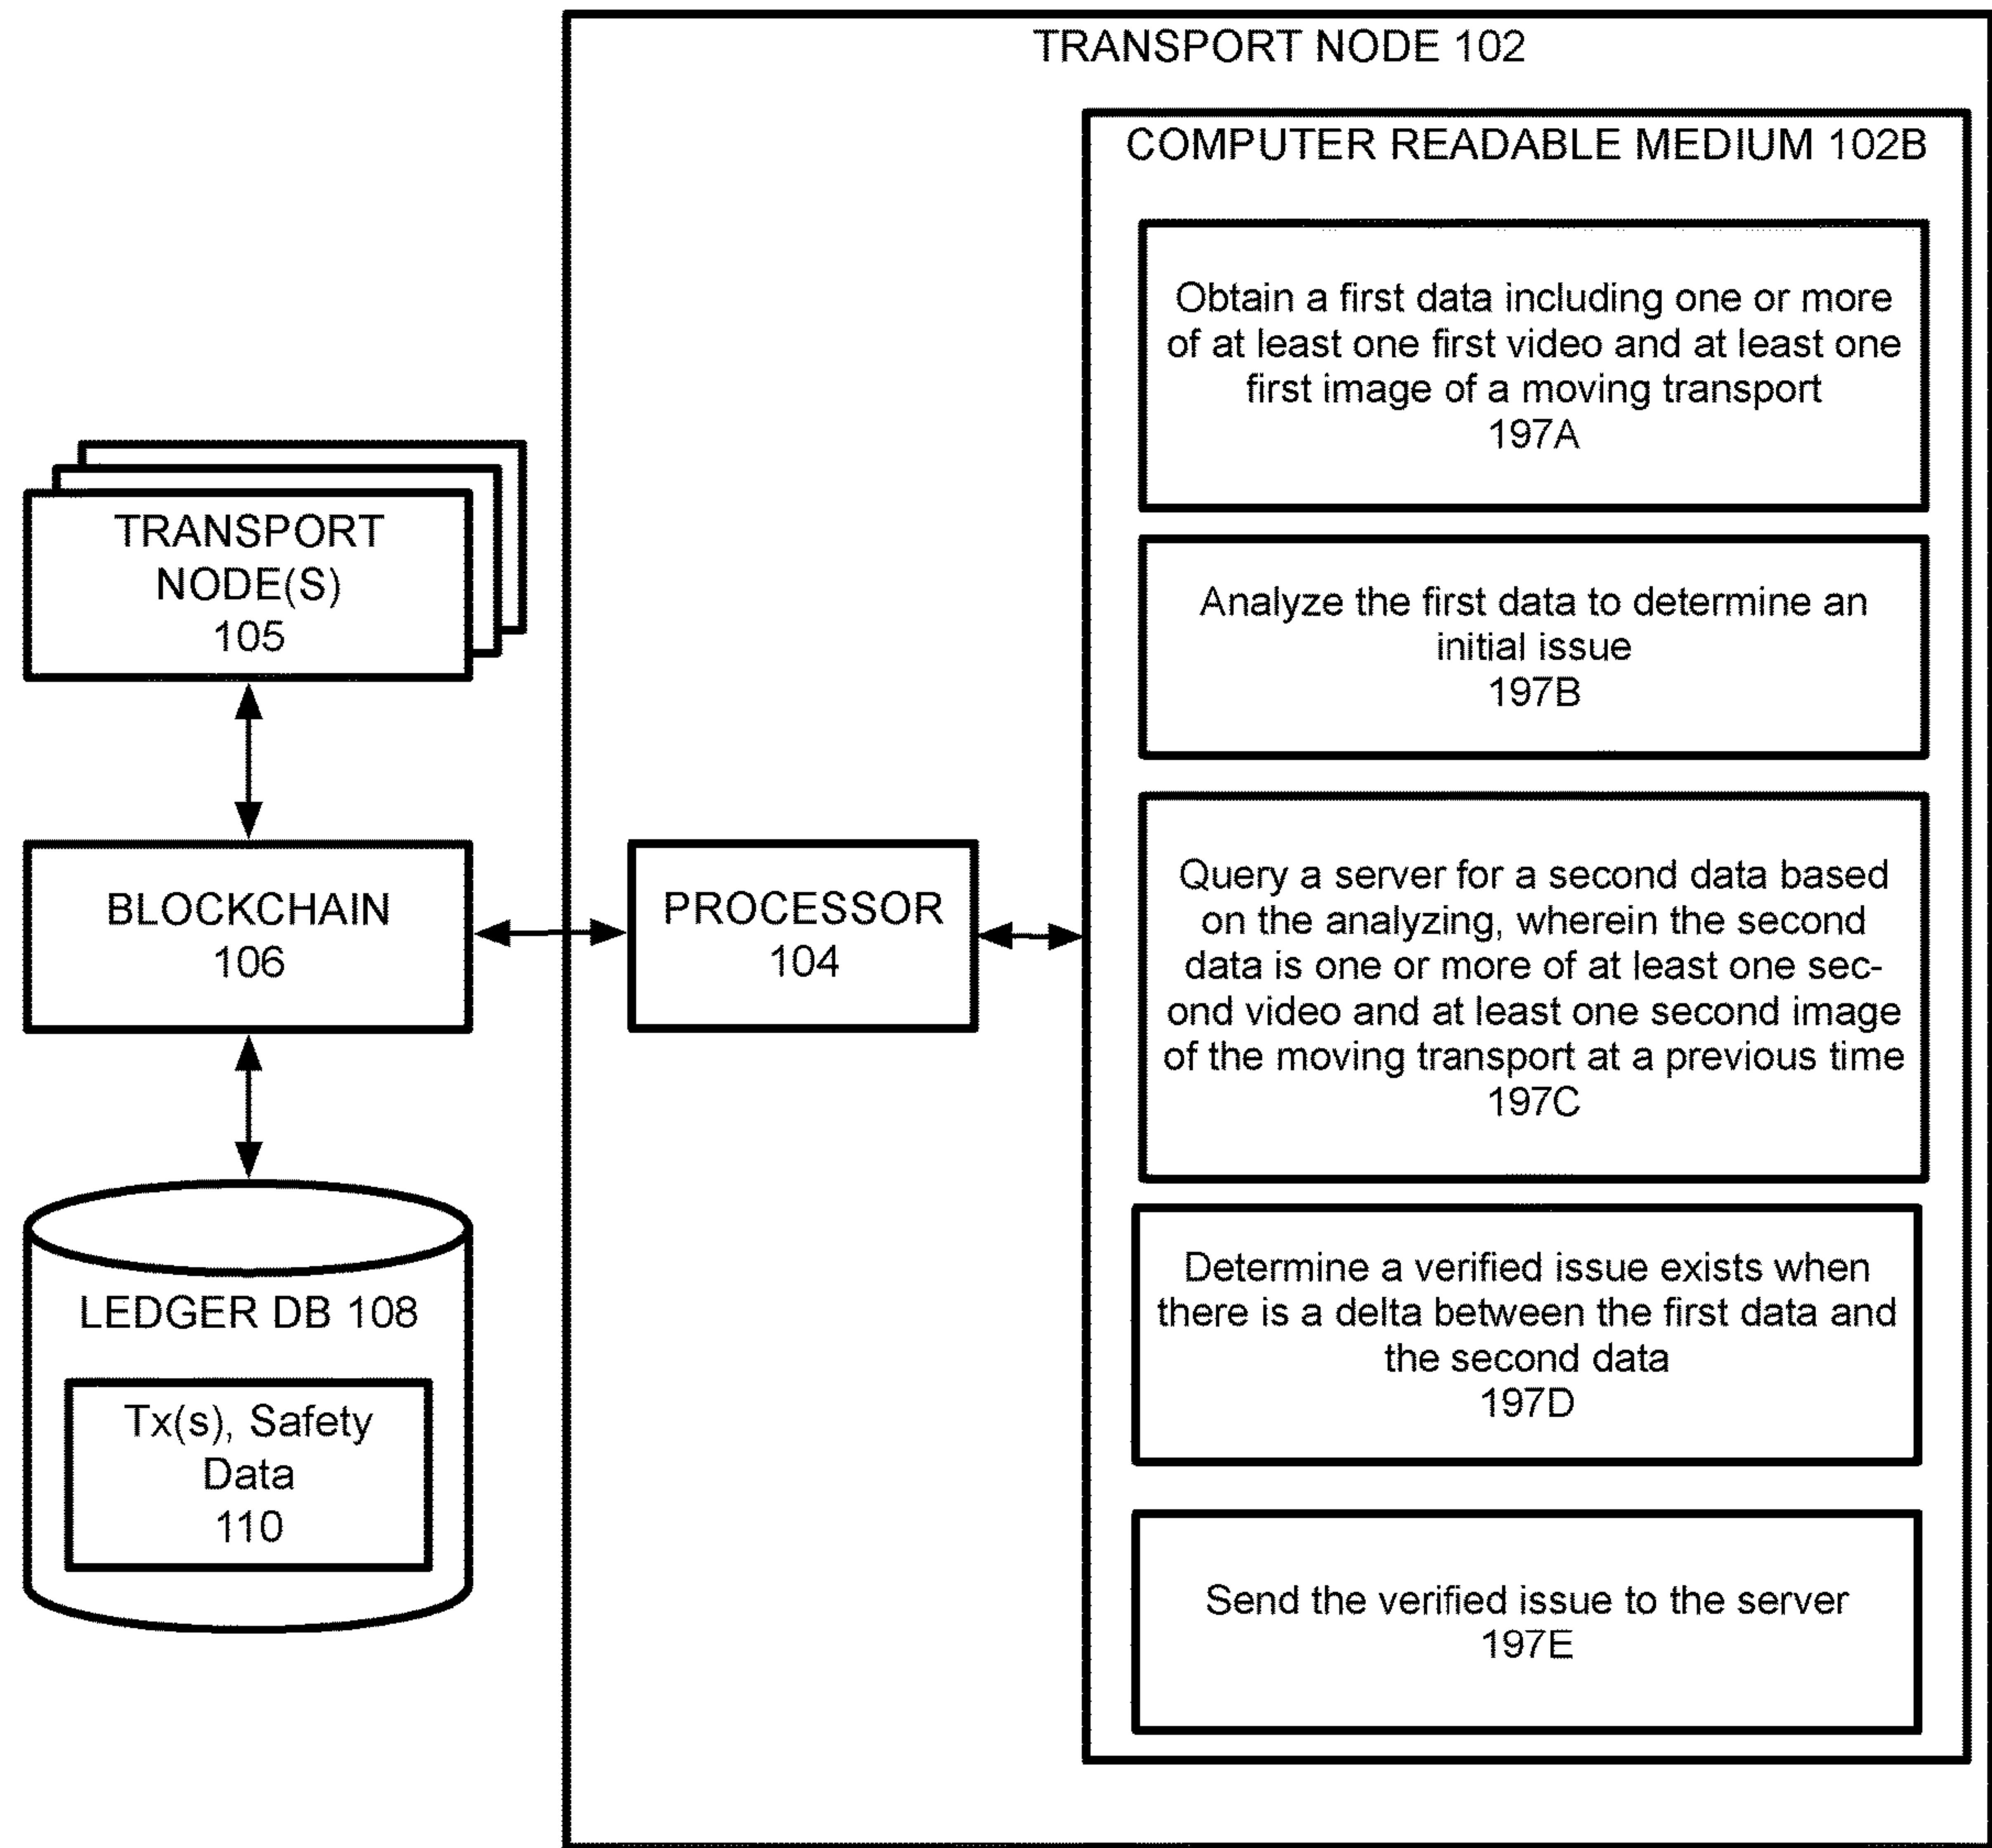 TRANSPORT NODE 102
COMPUTER READABLE MEDIUM 102B
Obtain a first data including one or more
of at least one first video and at least one
first image of a moving transport
197A
Analyze the first data to determine an
initial issue
197B
Query a server for a second data based
on the analyzing, wherein the second
data is one or more of at least one sec-
ond video and at least one second image
of the moving transport at a previous time
197C
Determine a verified issue exists when
there is a delta between the first data and
the second data
197D
Send the verified issue to the server
197E
PROCESSOR
104
TRANSPORT
NODE(S)
105
BLOCKCHAIN
106
LEDGER DB 108
Tx(s), Safety
Data
110